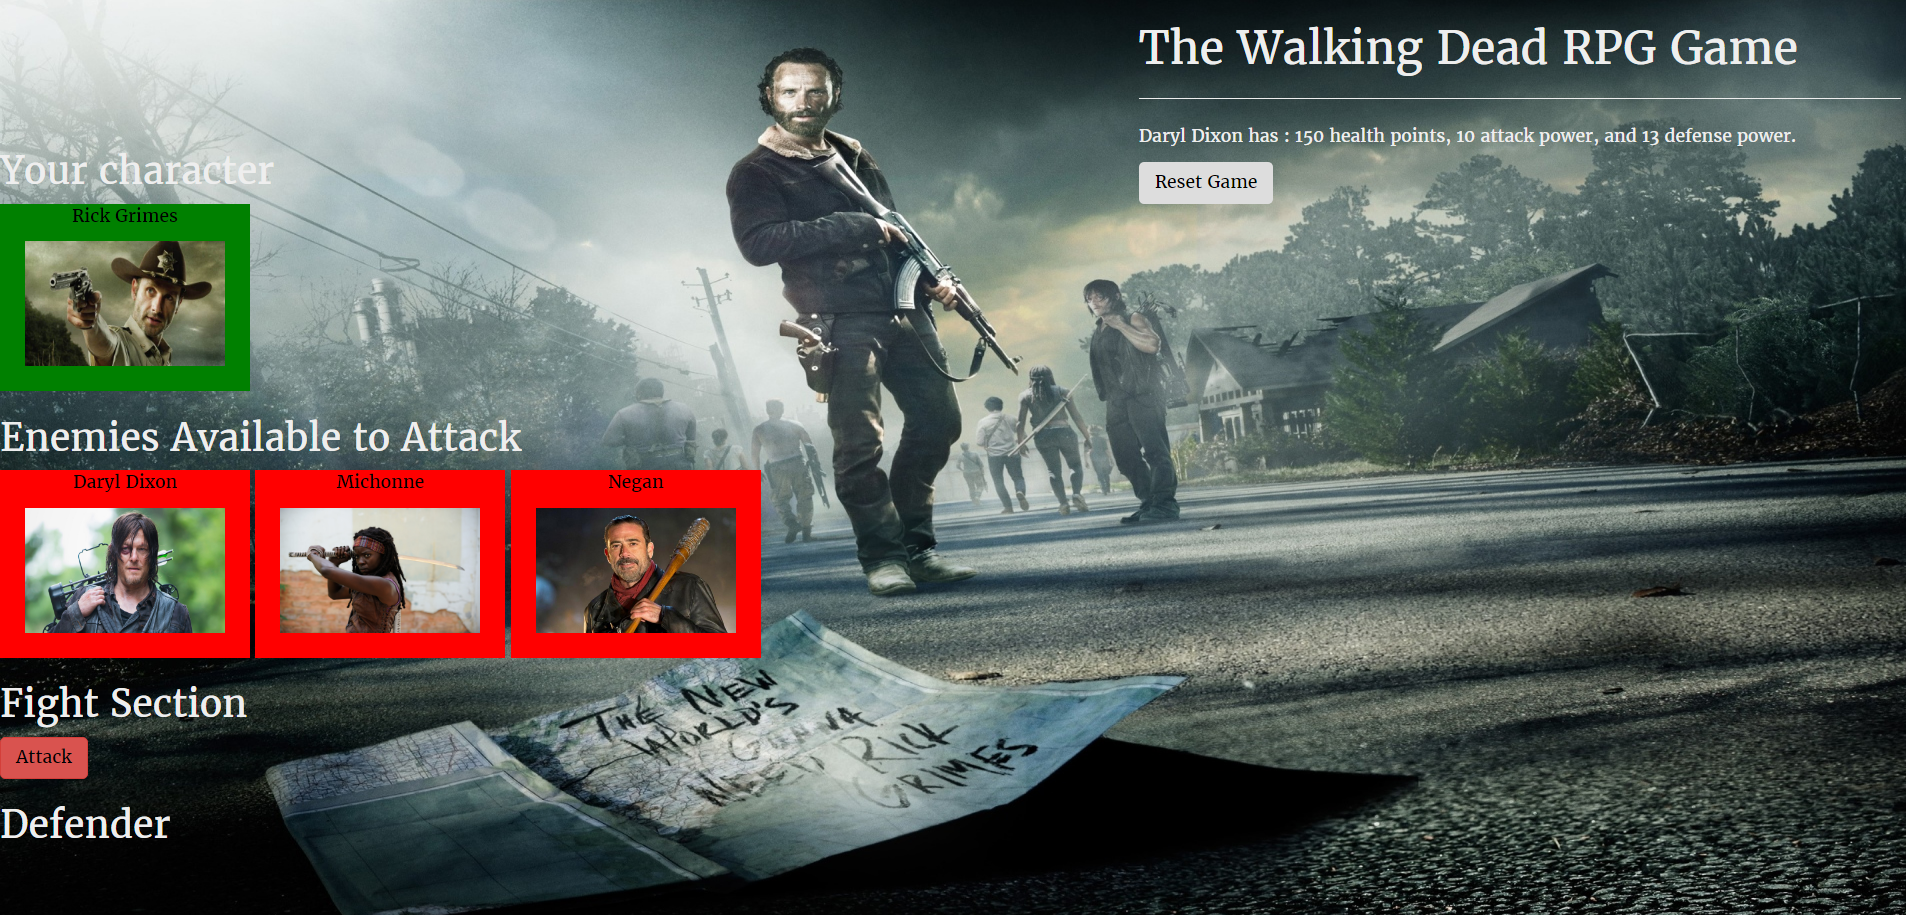 The Walking Dead RPG Game
Daryl Dixon has : 150 health points, 10 attack power, and 13 defense power.
Reset Game
Your character
Rick Grimes
Enemies Available to Attack
Daryl Dixon
Michonne
Negan
Fight Section
Attack
Defender
THE NEW
WORLD'S
GONNA
NEED RICK
GRIMES